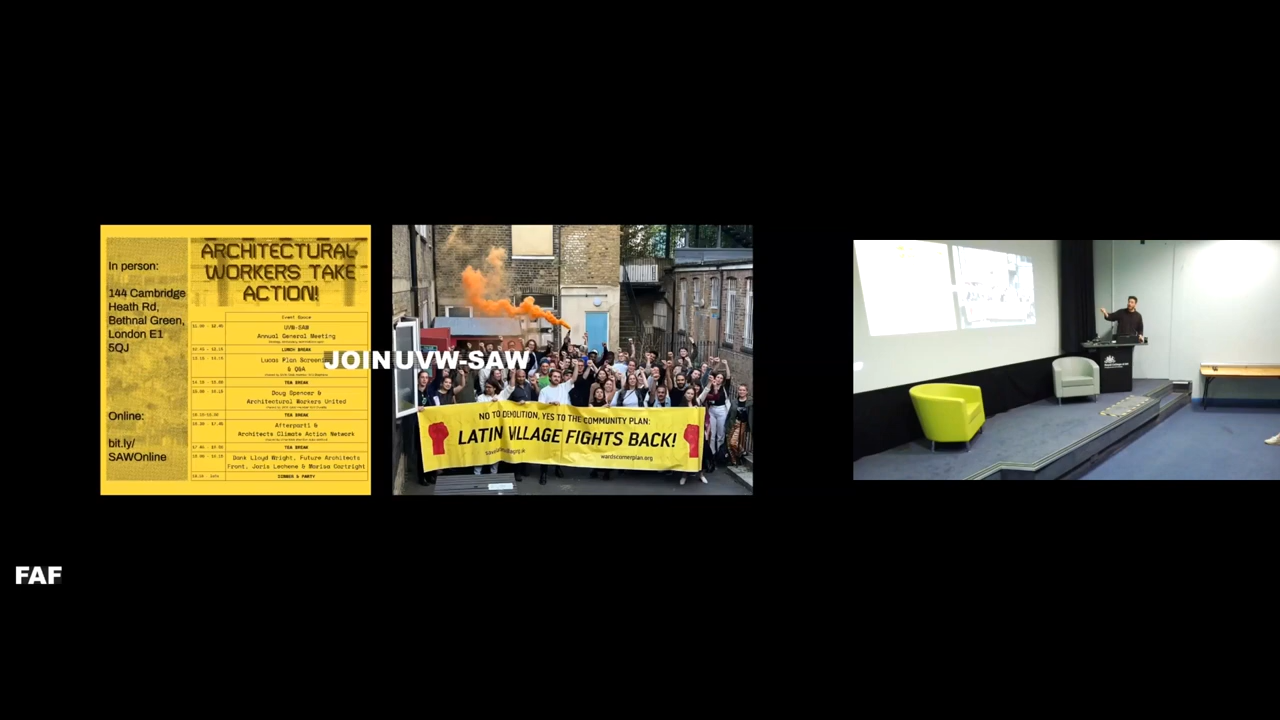 In person:
144 Cambridge
Heath Rd,
Bethnal Green,
London E1
5QJ
Online:
bit.ly/
SAWOnline
ARCHITECTURAL
WORKERS TAKE
ACTION!
Event Space
UVW-SAW
Annual General Meeting
LUNCH BREAK
Lucas Plan Screening
& Q&A
TEA BREAK
Doug Spencer &
Architectural Workers United
TEA BREAK
Afterparti &
Architects Climate Action Network
TEA BREAK
Dank Lloyd Wright, Future Architects
Front, Joris Lechene & Marisa Cortright
DINNER & PARTY
JOIN UVW-SAW
NO TO DEMOLITION, YES TO THE COMMUNITY PLAN:
LATIN VILLAGE FIGHTS BACK!
wardscornerplan.org
FAF